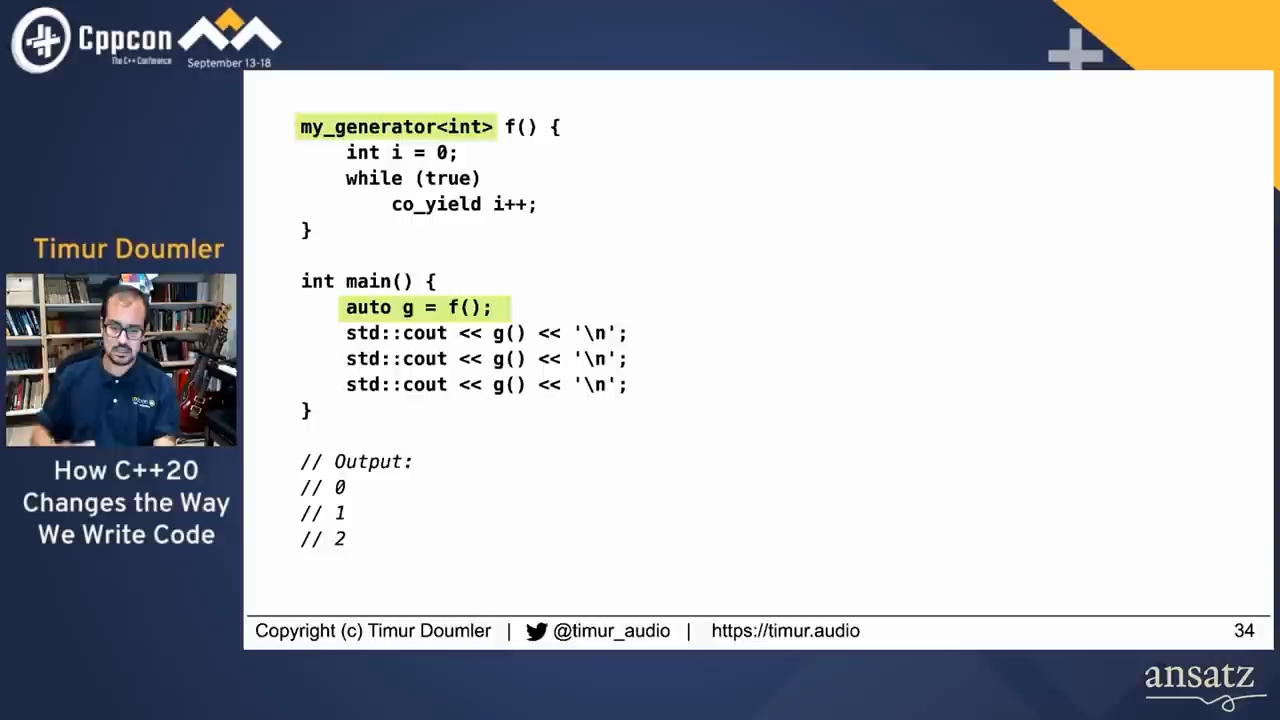 Cppcon
The C++ Conference
September 13-18
my_generator<int> f() {
int i = 0;
while (true)
co_yield i++;
}
int main() {
auto g = f();
std::cout << g() << '\n';
std::cout << g() << '\n';
std::cout << g() << '\n';
}
// Output:
// 0
// 1
// 2
Timur Doumler
How C++20
Changes the Way
We Write Code
Copyright (c) Timur Doumler | @timur_audio | https://timur.audio
34
ansatz